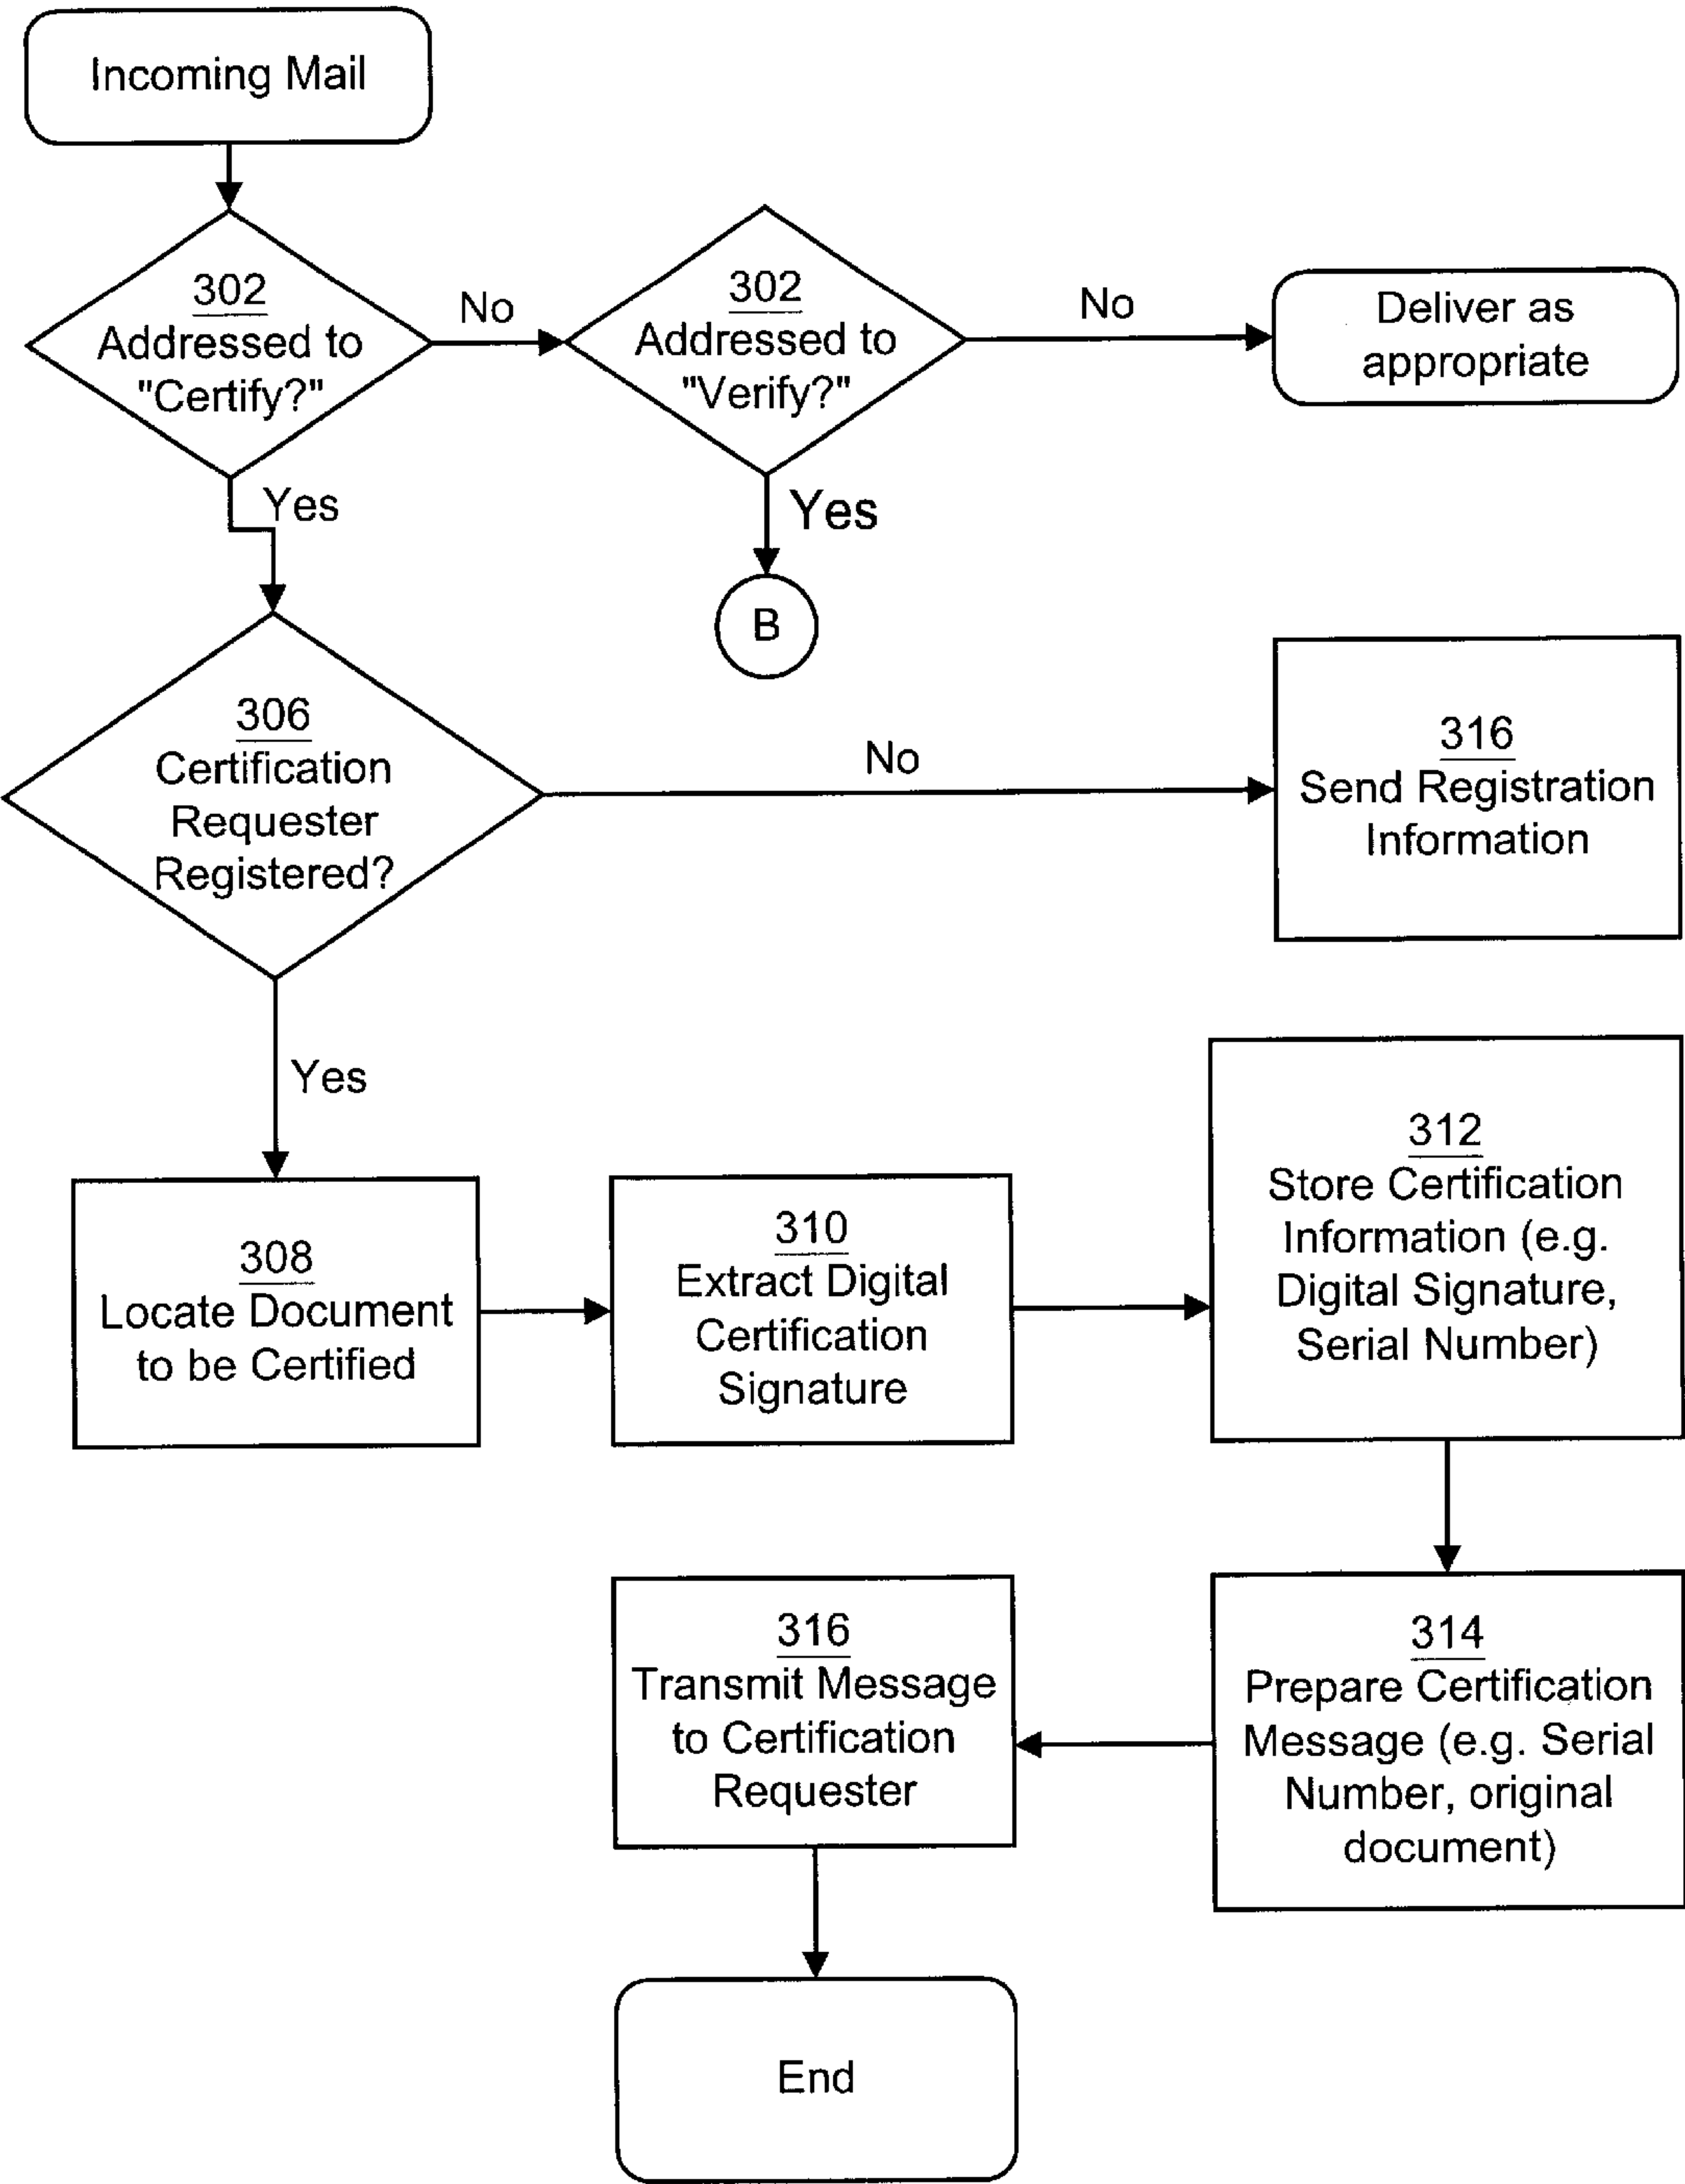 Incoming Mail
302
Addressed to
"Certify?"
No
302
Addressed to
"Verify?"
No
Deliver as
appropriate
Yes
Yes
B
306
Certification
Requester
Registered?
No
316
Send Registration
Information
Yes
308
Locate Document
to be Certified
310
Extract Digital
Certification
Signature
312
Store Certification
Information (e.g.
Digital Signature,
Serial Number)
314
Prepare Certification
Message (e.g. Serial
Number, original
document)
316
Transmit Message
to Certification
Requester
End